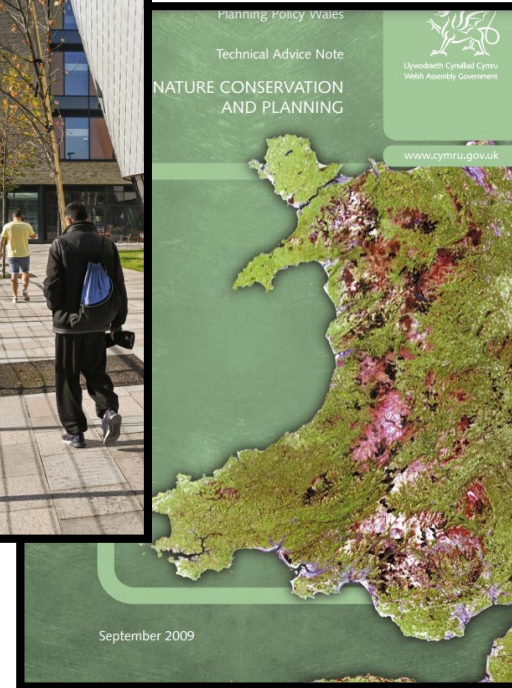 Planning Policy Wales
Technical Advice Note
NATURE CONSERVATION
AND PLANNING
Llywodraeth Cynulliad Cymru
Welsh Assembly Government
www.cymru.gov.uk
September 2009